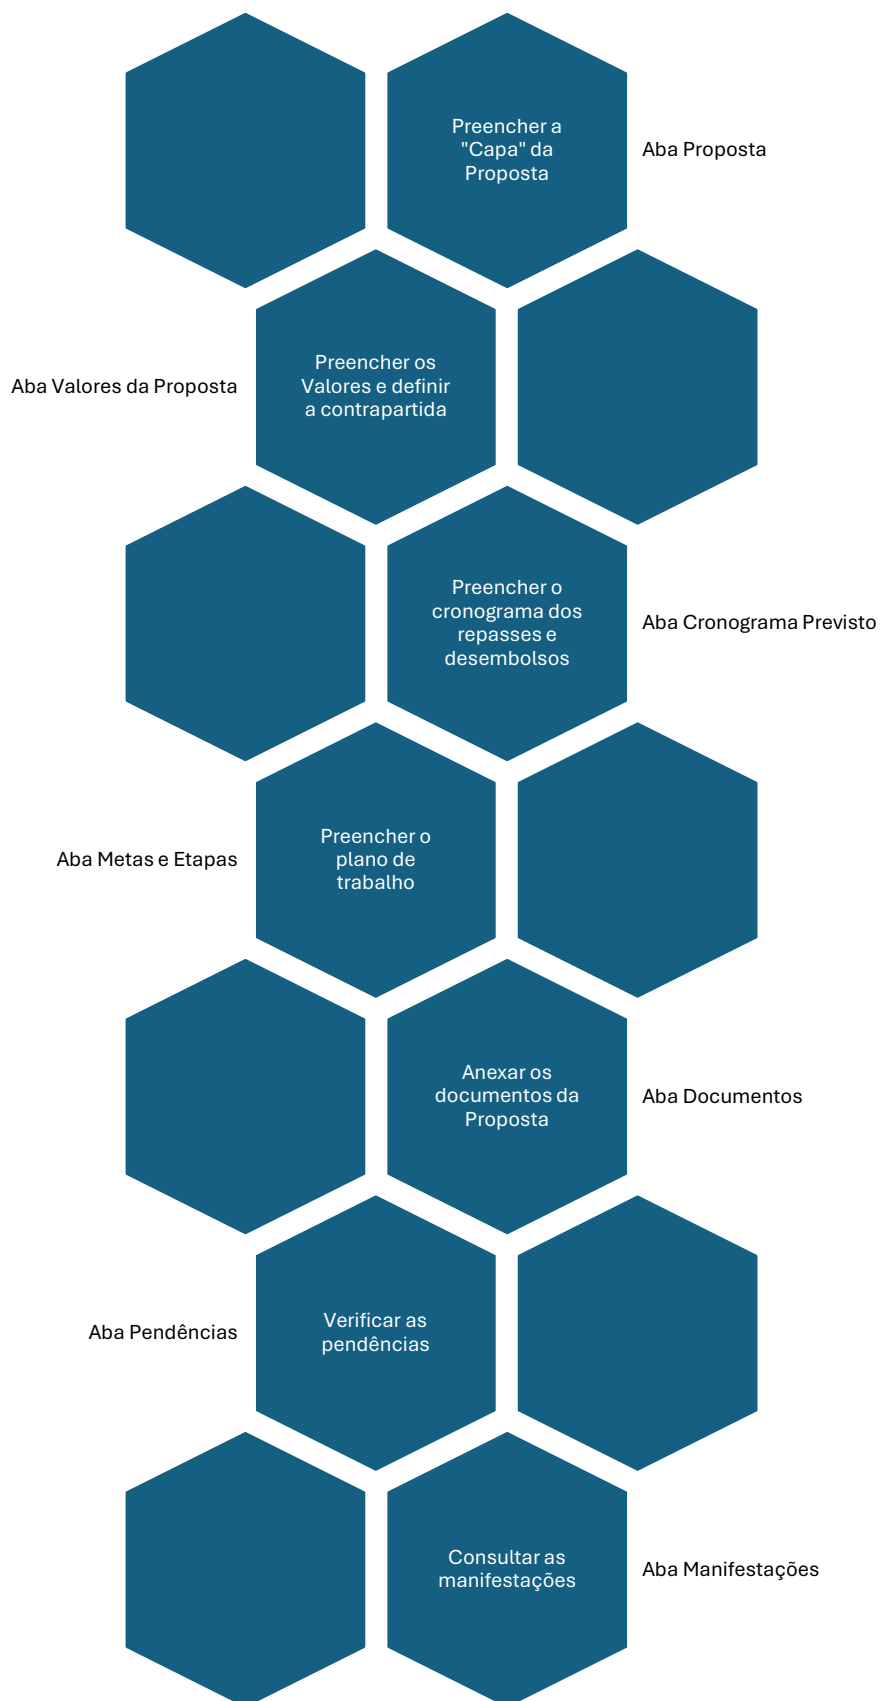 Preencher a
"Capa" da
Proposta
Aba Proposta
Aba Valores da Proposta
Preencher os
Valores e definir
a contrapartida
Preencher o
cronograma dos
repasses e
desembolsos
Aba Cronograma Previsto
Aba Metas e Etapas
Preencher o
plano de
trabalho
Anexar os
documentos da
Proposta
Aba Documentos
Aba Pendências
Verificar as
pendências
Consultar as
manifestações
Aba Manifestações